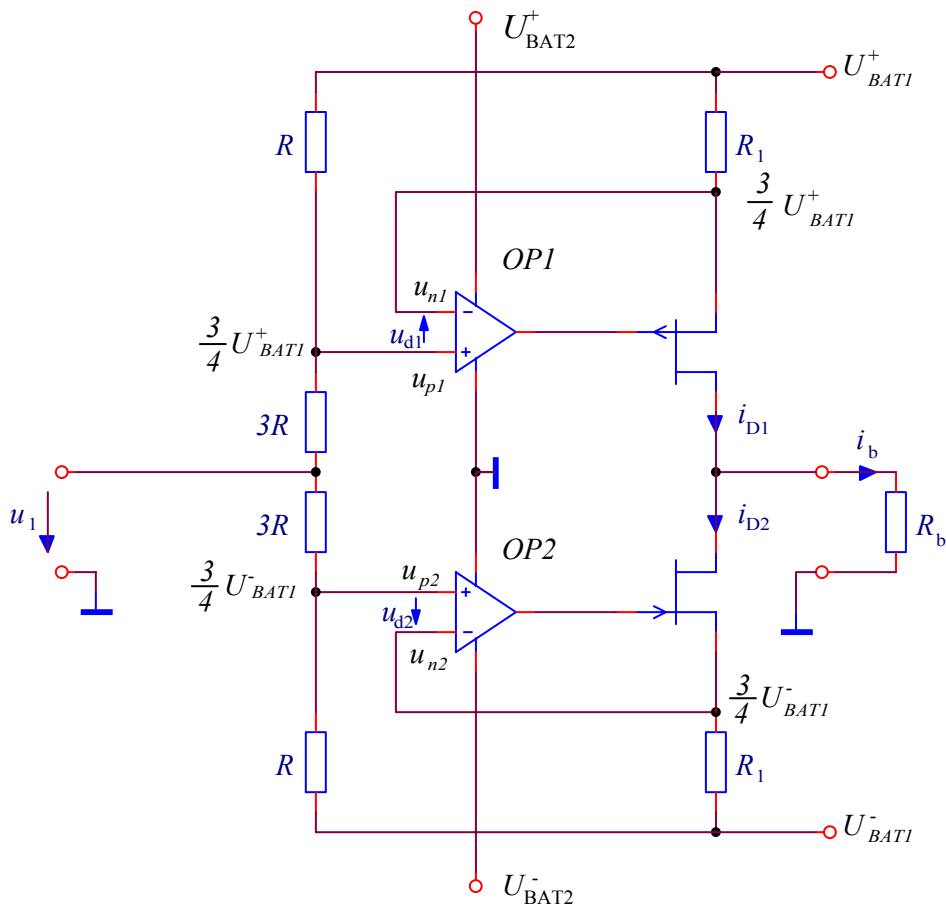 U⁺BAT2
U⁺BAT1
R
R₁
3/4 U⁺BAT1
OP1
uₙ₁
−
3/4 U⁺BAT1
ud1
+
uₚ₁
3R
iD1
ib
u₁
3R
iD2
Rb
OP2
3/4 U⁻BAT1
uₚ₂
+
ud2
−
uₙ₂
3/4 U⁻BAT1
R
R₁
U⁻BAT1
U⁻BAT2